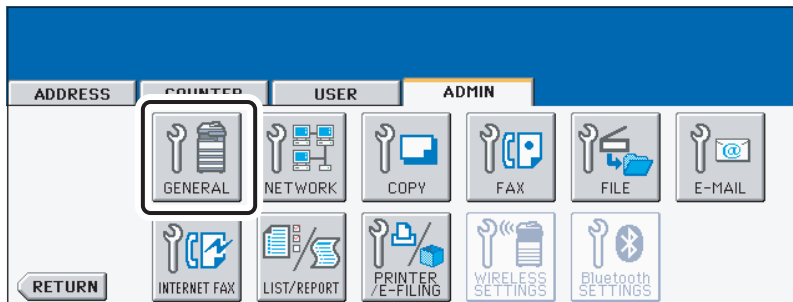 ADDRESS COUNTER USER ADMIN
GENERAL NETWORK COPY FAX FILE E-MAIL
INTERNET FAX LIST/REPORT PRINTER /E-FILING WIRELESS SETTINGS Bluetooth SETTINGS
RETURN